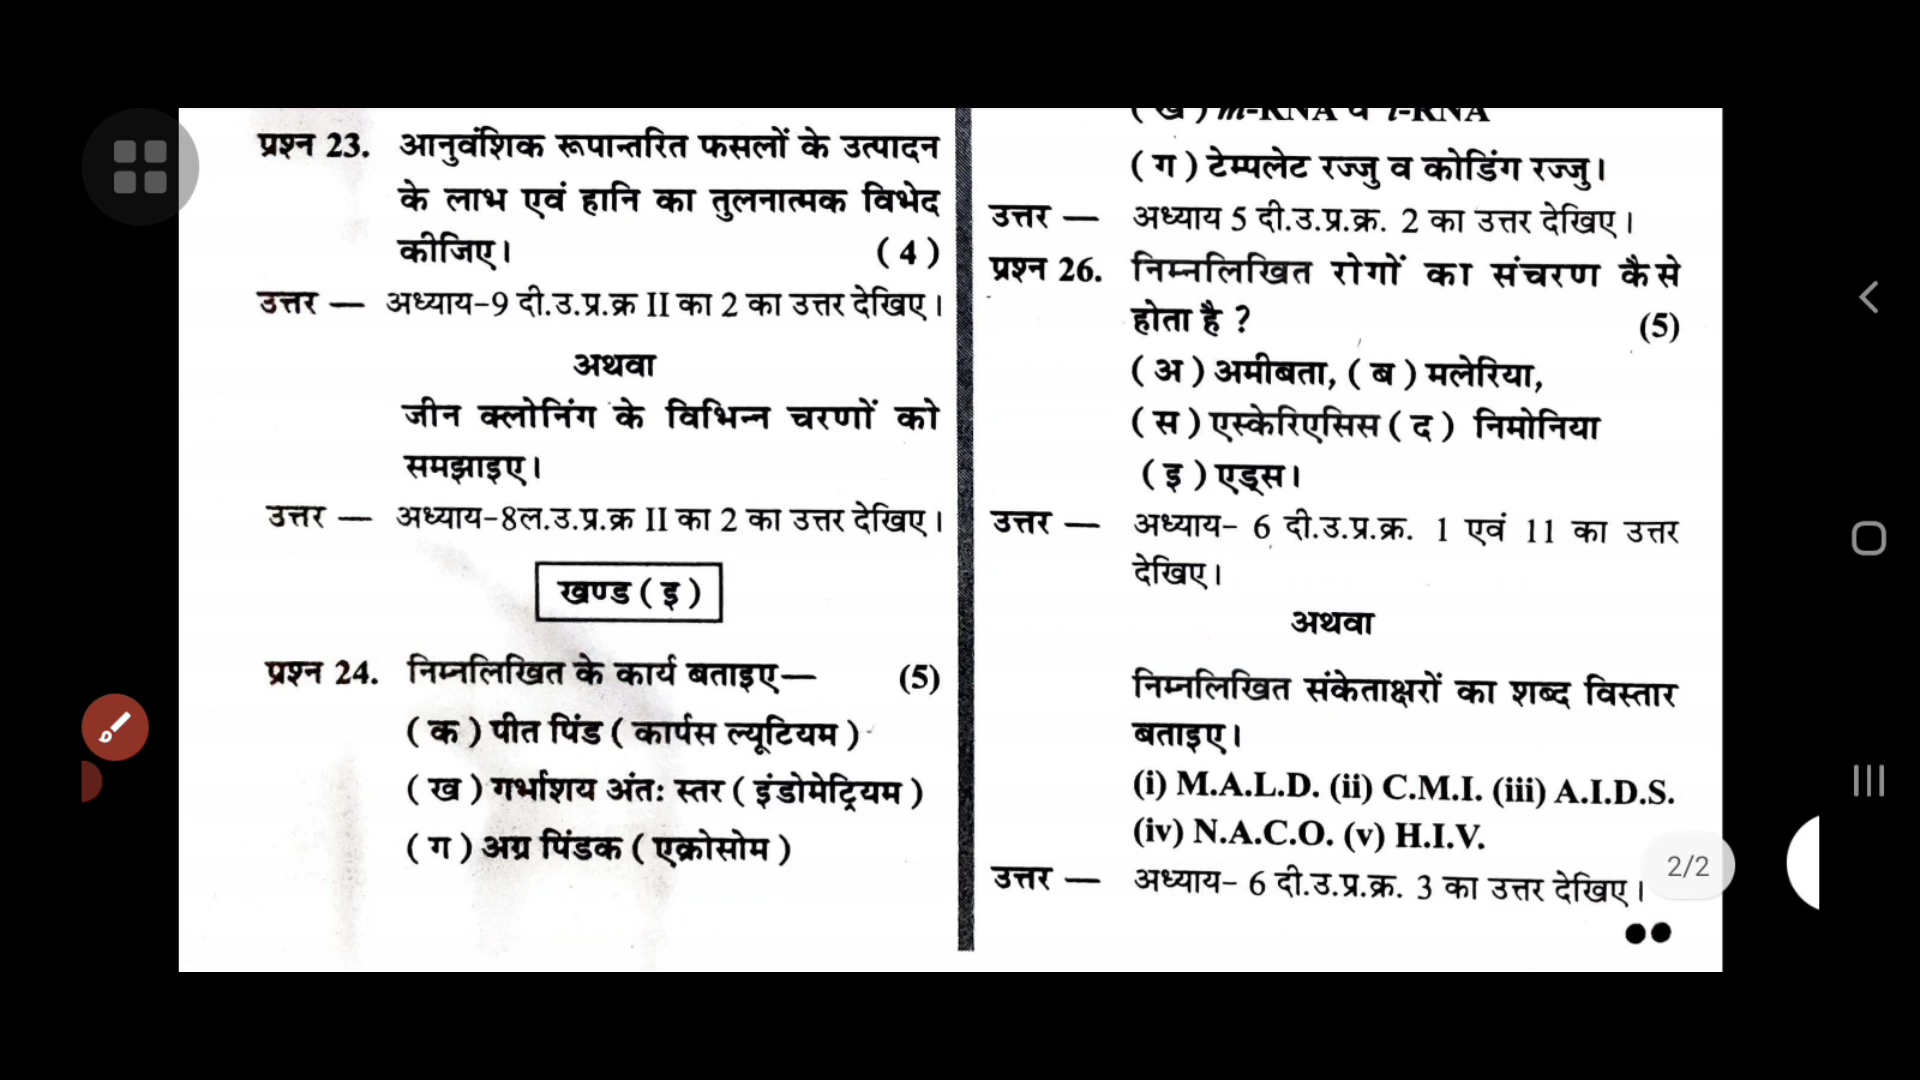 प्रश्न 23. आनुवंशिक रूपान्तरित फसलों के उत्पादन
के लाभ एवं हानि का तुलनात्मक विभेद
कीजिए। ( 4 )
उत्तर — अध्याय-9 दी.उ.प्र.क्र II का 2 का उत्तर देखिए।
अथवा
जीन क्लोनिंग के विभिन्न चरणों को
समझाइए।
उत्तर — अध्याय-8ल.उ.प्र.क्र II का 2 का उत्तर देखिए।
खण्ड ( इ )
प्रश्न 24. निम्नलिखित के कार्य बताइए— (5)
( क ) पीत पिंड ( कार्पस ल्यूटियम )
( ख ) गर्भाशय अंतः स्तर ( इंडोमेट्रियम )
( ग ) अग्र पिंडक ( एक्रोसोम )
( ख ) m-RNA व t-RNA
( ग ) टेम्पलेट रज्जु व कोडिंग रज्जु।
उत्तर — अध्याय 5 दी.उ.प्र.क्र. 2 का उत्तर देखिए।
प्रश्न 26. निम्नलिखित रोगों का संचरण कैसे
होता है ? (5)
( अ ) अमीबता, ( ब ) मलेरिया,
( स ) एस्केरिएसिस ( द ) निमोनिया
( इ ) एड्स।
उत्तर — अध्याय- 6 दी.उ.प्र.क्र. 1 एवं 11 का उत्तर
देखिए।
अथवा
निम्नलिखित संकेताक्षरों का शब्द विस्तार
बताइए।
(i) M.A.L.D. (ii) C.M.I. (iii) A.I.D.S.
(iv) N.A.C.O. (v) H.I.V.
उत्तर — अध्याय- 6 दी.उ.प्र.क्र. 3 का उत्तर देखिए।
2/2